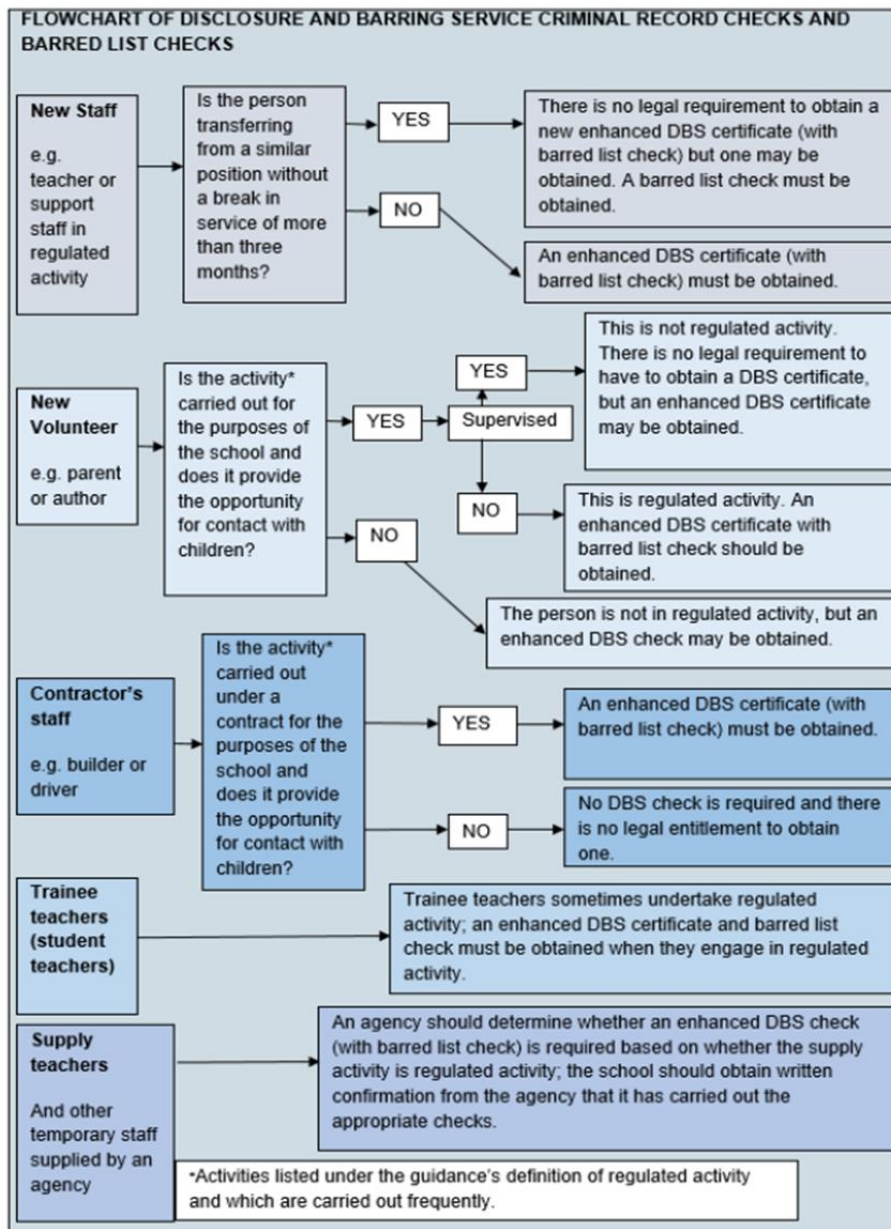 FLOWCHART OF DISCLOSURE AND BARRING SERVICE CRIMINAL RECORD CHECKS AND
BARRED LIST CHECKS
New Staff
e.g.
teacher or
support
staff in
regulated
activity
Is the person
transferring
from a similar
position without
a break in
service of more
than three
months?
YES
There is no legal requirement to obtain a
new enhanced DBS certificate (with
barred list check) but one may be
obtained. A barred list check must be
obtained.
NO
An enhanced DBS certificate (with
barred list check) must be obtained.
New
Volunteer
e.g. parent
or author
Is the activity*
carried out for
the purposes of
the school and
does it provide
the opportunity
for contact with
children?
YES
Supervised
YES
This is not regulated activity.
There is no legal requirement to
have to obtain a DBS certificate,
but an enhanced DBS certificate
may be obtained.
NO
This is regulated activity. An
enhanced DBS certificate with
barred list check should be
obtained.
NO
The person is not in regulated activity, but an
enhanced DBS check may be obtained.
Contractor's
staff
e.g. builder or
driver
Is the activity*
carried out
under a
contract for the
purposes of the
school and
does it provide
the opportunity
for contact with
children?
YES
An enhanced DBS certificate (with
barred list check) must be obtained.
NO
No DBS check is required and there
is no legal entitlement to obtain
one.
Trainee
teachers
(student
teachers)
Trainee teachers sometimes undertake regulated
activity; an enhanced DBS certificate and barred list
check must be obtained when they engage in regulated
activity.
Supply
teachers
And other
temporary staff
supplied by an
agency
An agency should determine whether an enhanced DBS check
(with barred list check) is required based on whether the supply
activity is regulated activity; the school should obtain written
confirmation from the agency that it has carried out the
appropriate checks.
*Activities listed under the guidance's definition of regulated activity
and which are carried out frequently.